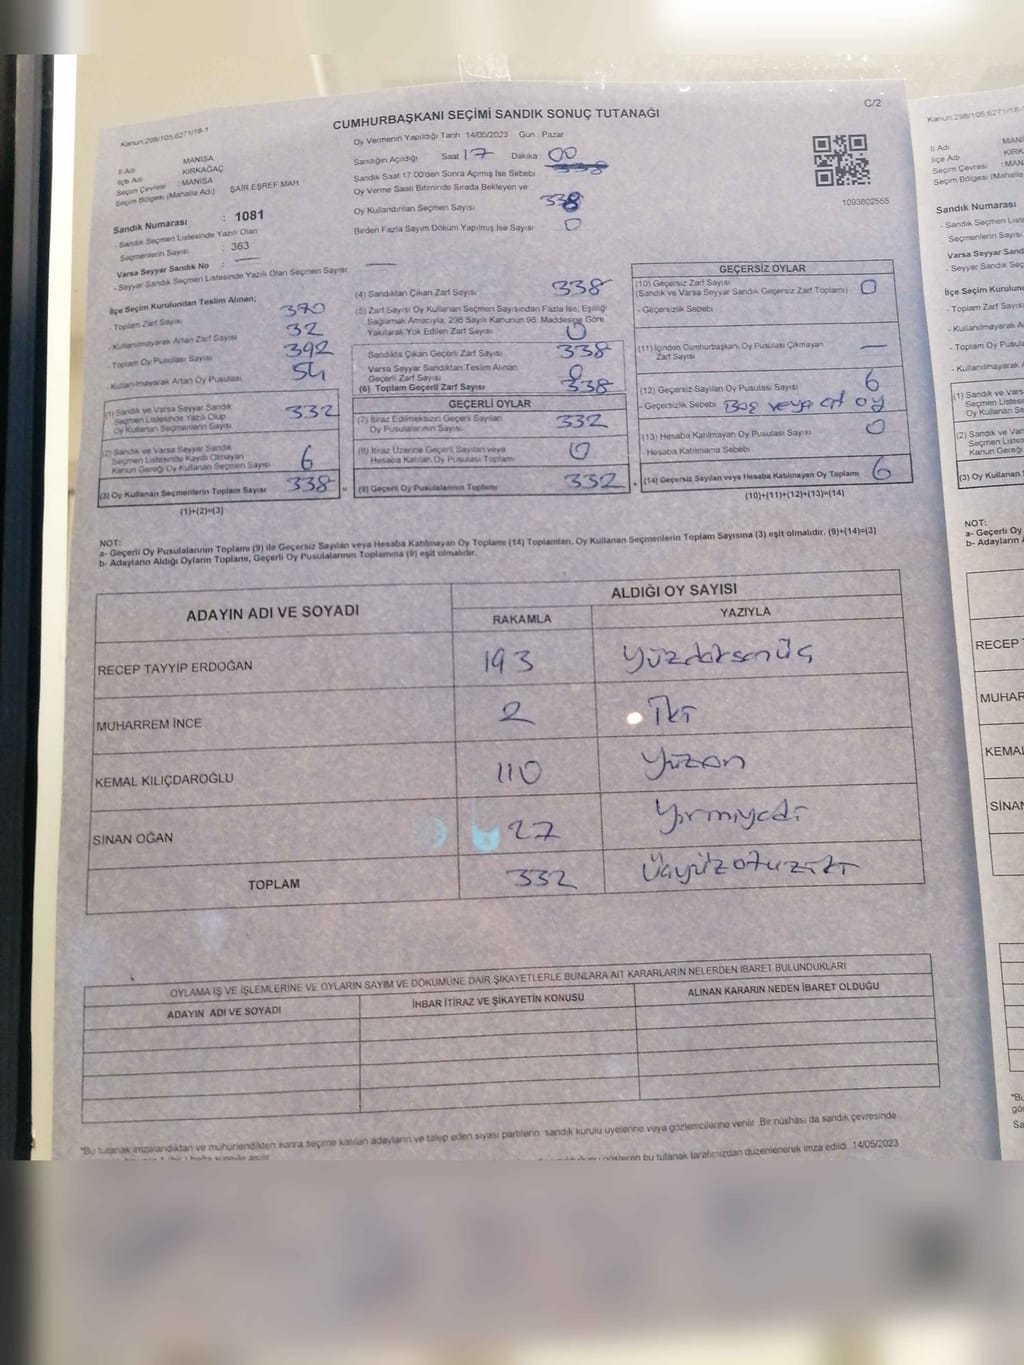 Kanun:298/105,6271/18-1
CUMHURBAŞKANI SEÇİMİ SANDIK SONUÇ TUTANAĞI
C/2
İl Adı MANİSA
İlçe Adı KIRKAĞAÇ
Seçim Çevresi : MANİSA
Seçim Bölgesi (Mahalle Adı) ŞAİR EŞREF MAH
Sandık Numarası : 1081
- Sandık Seçmen Listesinde Yazılı Olan
Seçmenlerin Sayısı : 363
Varsa Seyyar Sandık No :
- Seyyar Sandık Seçmen Listesinde Yazılı Olan Seçmen Sayısı
İlçe Seçim Kurulundan Teslim Alınan;
- Toplam Zarf Sayısı 370
- Kullanılmayarak Artan Zarf Sayısı 32
- Toplam Oy Pusulası Sayısı 392
- Kullanılmayarak Artan Oy Pusulası 54
(1) Sandık ve Varsa Seyyar Sandık
Seçmen Listesinde Yazılı Olup
Oy Kullanan Seçmenlerin Sayısı 332
(2) Sandık ve Varsa Seyyar Sandık
Seçmen Listesinde Kayıtlı Olmayan
Kanun Gereği Oy Kullanan Seçmen Sayısı 6
(3) Oy Kullanan Seçmenlerin Toplam Sayısı 338
(1)+(2)=(3)
Oy Vermenin Yapıldığı Tarih 14/05/2023 Gün : Pazar
Sandığın Açıldığı Saat 17 Dakika 00
Sandık Saat 17.00'den Sonra Açımış İse Sebebi 338
Oy Verme Saati Bitiminde Sırada Bekleyen ve
Oy Kullandırılan Seçmen Sayısı 338
Birden Fazla Sayım Döküm Yapılmış İse Sayısı 0
(4) Sandıktan Çıkan Zarf Sayısı 338
(5) Zarf Sayısı Oy Kullanan Seçmen Sayısından Fazla İse, Eşitliği
Sağlamak Amacıyla, 298 Sayılı Kanunun 98. Maddesine Göre
Yakılarak Yok Edilen Zarf Sayısı 0
Sandıkta Çıkan Geçerli Zarf Sayısı 338
Varsa Seyyar Sandıktan Teslim Alınan
Geçerli Zarf Sayısı 0
(6) Toplam Geçerli Zarf Sayısı 338
GEÇERLİ OYLAR
(7) İtiraz Edilmeksizin Geçerli Sayılan
Oy Pusulalarının Sayısı 332
(8) İtiraz Üzerine Geçerli Sayılan veya
Hesaba Katılan Oy Pusulası Toplamı 0
(9) Geçerli Oy Pusulalarının Toplamı 332
1093802555
GEÇERSİZ OYLAR
(10) Geçersiz Zarf Sayısı
(Sandık ve Varsa Seyyar Sandık Geçersiz Zarf Toplamı) 0
- Geçersizlik Sebebi
(11) İçinden Cumhurbaşkanı Oy Pusulası Çıkmayan
Zarf Sayısı —
(12) Geçersiz Sayılan Oy Pusulası Sayısı 6
- Geçersizlik Sebebi Boş veya oy
(13) Hesaba Katılmayan Oy Pusulası Sayısı 0
Hesaba Katılmama Sebebi
(14) Geçersiz Sayılan veya Hesaba Katılmayan Oy Toplamı 6
(10)+(11)+(12)+(13)=(14)
NOT:
a- Geçerli Oy Pusulalarının Toplamı (9) ile Geçersiz Sayılan veya Hesaba Katılmayan Oy Toplamı (14) Toplamları, Oy Kullanan Seçmenlerin Toplam Sayısına (3) eşit olmalıdır. (9)+(14)=(3)
b- Adayların Aldığı Oyların Toplamı, Geçerli Oy Pusulalarının Toplamına (9) eşit olmalıdır.
ADAYIN ADI VE SOYADI ALDIĞI OY SAYISI
RAKAMLA YAZIYLA
RECEP TAYYİP ERDOĞAN 193 Yüzdoksanüç
MUHARREM İNCE 2 İki
KEMAL KILIÇDAROĞLU 110 Yüzon
SİNAN OĞAN 27 Yirmiyedi
TOPLAM 332 Üçyüzotuziki
OYLAMA İŞ VE İŞLEMLERİNE VE OYLARIN SAYIM VE DÖKÜMÜNE DAİR ŞİKAYETLERLE BUNLARA AİT KARARLARIN NELERDEN İBARET BULUNDUKLARI
ADAYIN ADI VE SOYADI İHBAR İTİRAZ VE ŞİKAYETİN KONUSU ALINAN KARARIN NEDEN İBARET OLDUĞU
*Bu tutanak imzalandıktan ve mühürlendikten sonra seçime katılan adayların ve talep eden siyasi partilerin sandık kurulu üyelerine veya gözlemcilerine verilir. Bir nüshası da sandık çevresinde
bu tutanak tarafımızdan düzenlenerek imza edildi. 14/05/2023
Kanun:298/105,6271/18-1
İl Adı MANİ
İlçe Adı KIRK
Seçim Çevresi : MAN
Seçim Bölgesi (Mahalle
Sandık Numarası
- Sandık Seçmen Listes
Seçmenlerin Sayısı
Varsa Seyyar Sand
- Seyyar Sandık Seçm
İlçe Seçim Kurulun
- Toplam Zarf Sayıs
- Kullanılmayarak
- Toplam Oy Pusul
- Kullanılmayarak
(1) Sandık ve Vars
Seçmen Listesi
Oy Kullanan S
(2) Sandık ve Var
Seçmen Liste
Kanun Gereğ
(3) Oy Kullanan
NOT:
a- Geçerli Oy
b- Adayların A
RECEP
MUHAR
KEMAL
SİNAN
*Bu